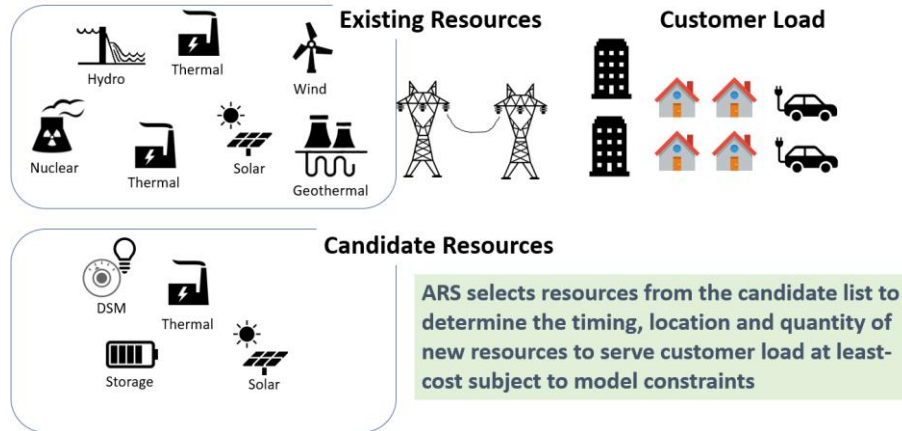 Existing Resources
Customer Load
Hydro
Thermal
Wind
Nuclear
Thermal
Solar
Geothermal
Candidate Resources
DSM
Thermal
Storage
Solar
ARS selects resources from the candidate list to
determine the timing, location and quantity of
new resources to serve customer load at least-
cost subject to model constraints